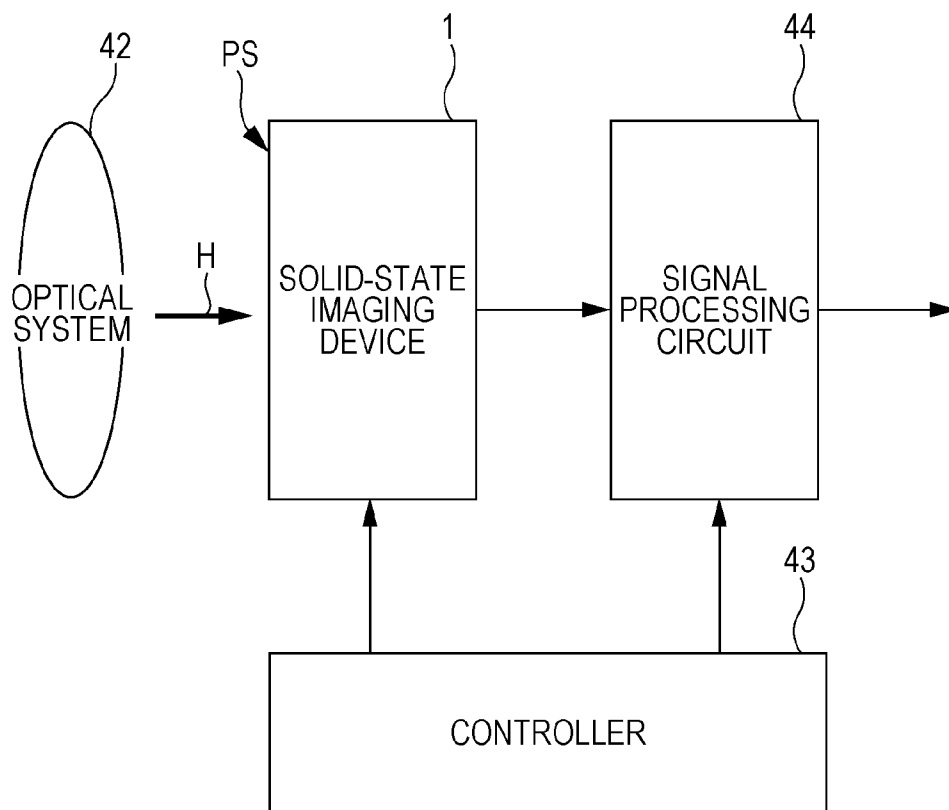 42
PS
1
44
H
OPTICAL
SYSTEM
SOLID-STATE
IMAGING
DEVICE
SIGNAL
PROCESSING
CIRCUIT
43
CONTROLLER